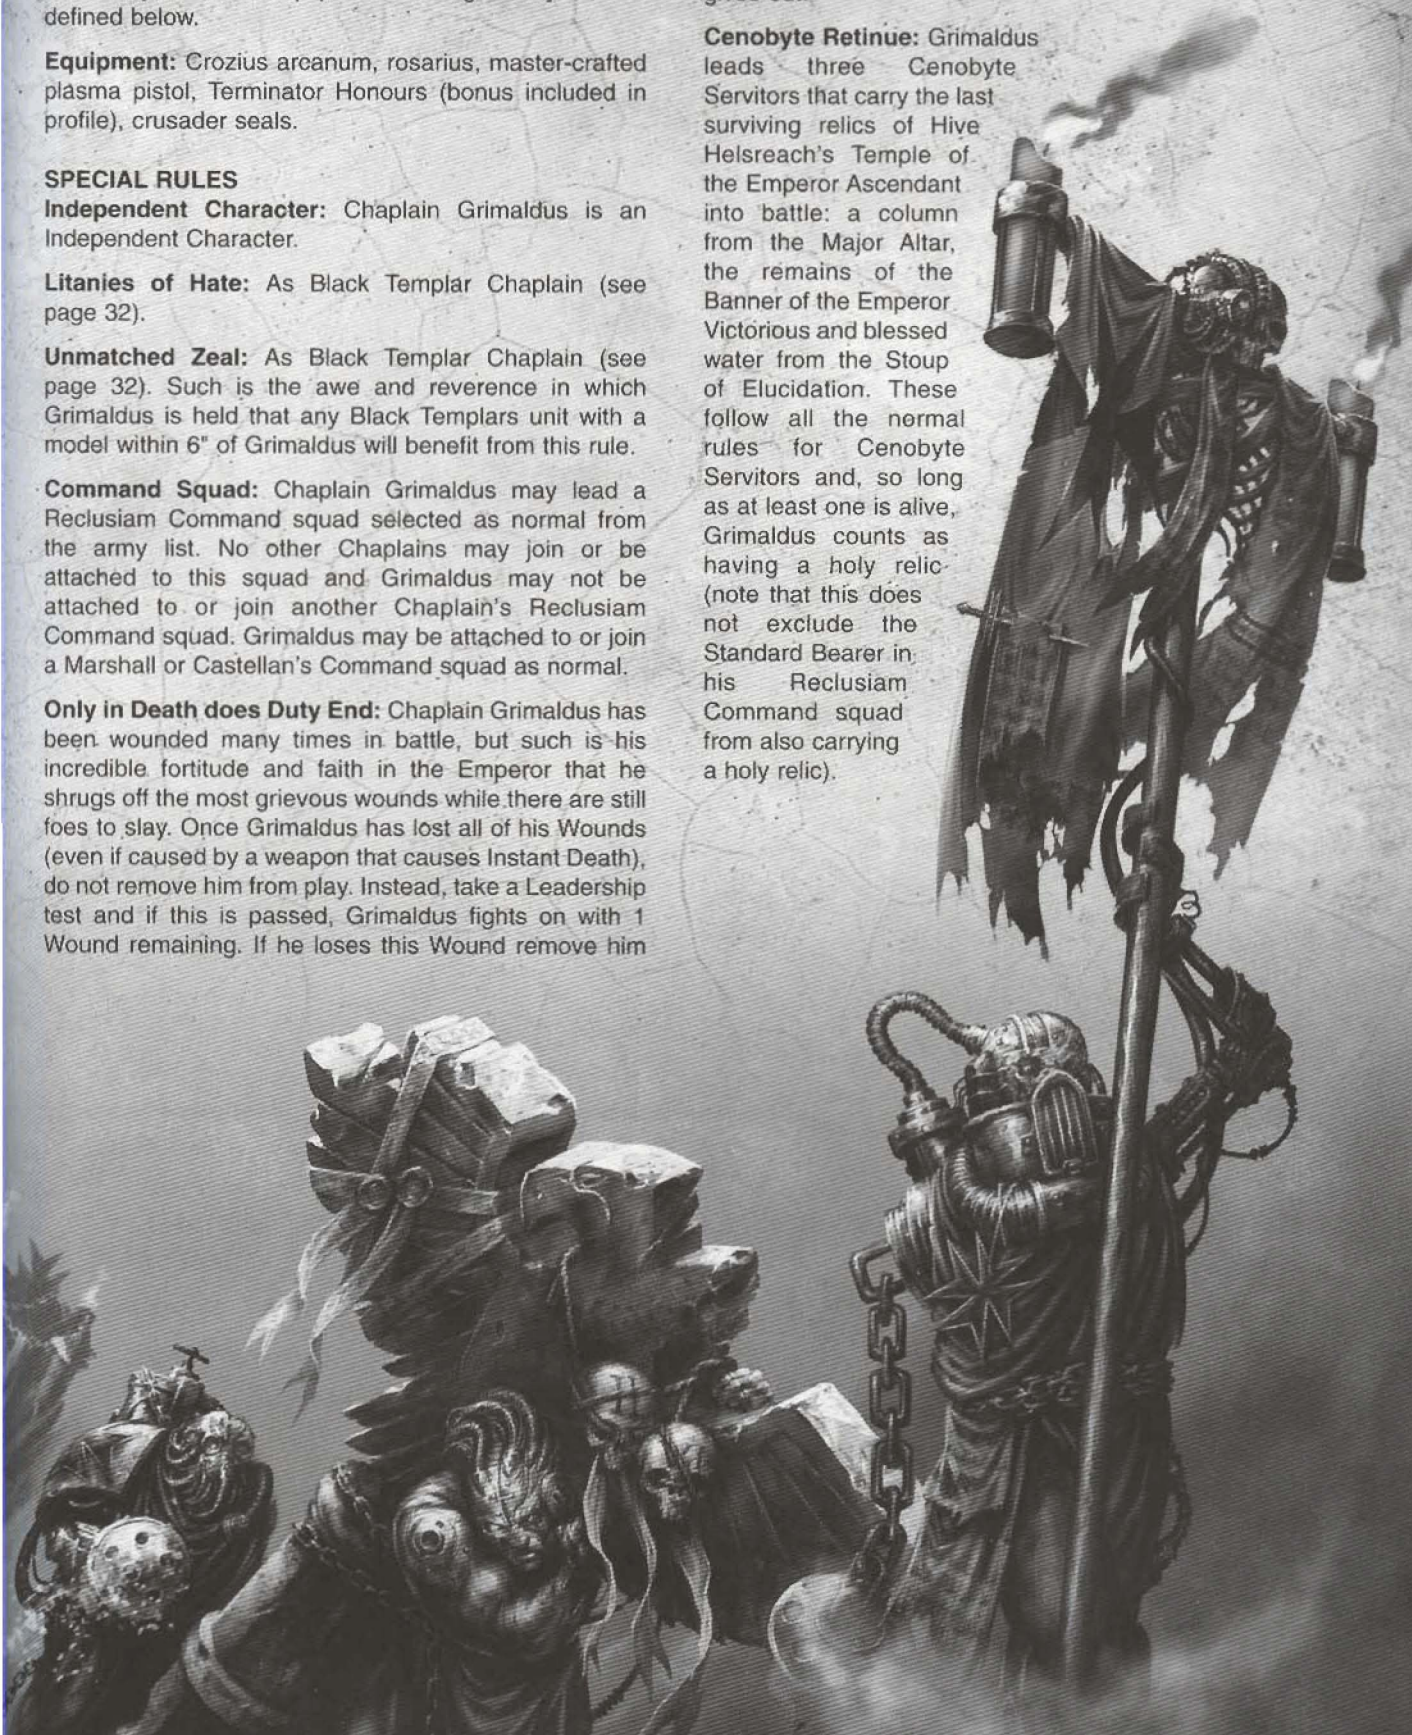 defined below.
Equipment: Crozius arcanum, rosarius, master-crafted
plasma pistol, Terminator Honours (bonus included in
profile), crusader seals.
SPECIAL RULES
Independent Character: Chaplain Grimaldus is an
Independent Character.
Litanies of Hate: As Black Templar Chaplain (see
page 32).
Unmatched Zeal: As Black Templar Chaplain (see
page 32). Such is the awe and reverence in which
Grimaldus is held that any Black Templars unit with a
model within 6" of Grimaldus will benefit from this rule.
Command Squad: Chaplain Grimaldus may lead a
Reclusiam Command squad selected as normal from
the army list. No other Chaplains may join or be
attached to this squad and Grimaldus may not be
attached to or join another Chaplain's Reclusiam
Command squad. Grimaldus may be attached to or join
a Marshall or Castellan's Command squad as normal.
Only in Death does Duty End: Chaplain Grimaldus has
been wounded many times in battle, but such is his
incredible fortitude and faith in the Emperor that he
shrugs off the most grievous wounds while there are still
foes to slay. Once Grimaldus has lost all of his Wounds
(even if caused by a weapon that causes Instant Death),
do not remove him from play. Instead, take a Leadership
test and if this is passed, Grimaldus fights on with 1
Wound remaining. If he loses this Wound remove him
Cenobyte Retinue: Grimaldus
leads three Cenobyte
Servitors that carry the last
surviving relics of Hive
Helsreach's Temple of
the Emperor Ascendant
into battle: a column
from the Major Altar,
the remains of the
Banner of the Emperor
Victorious and blessed
water from the Stoup
of Elucidation. These
follow all the normal
rules for Cenobyte
Servitors and, so long
as at least one is alive,
Grimaldus counts as
having a holy relic
(note that this does
not exclude the
Standard Bearer in
his Reclusiam
Command squad
from also carrying
a holy relic).